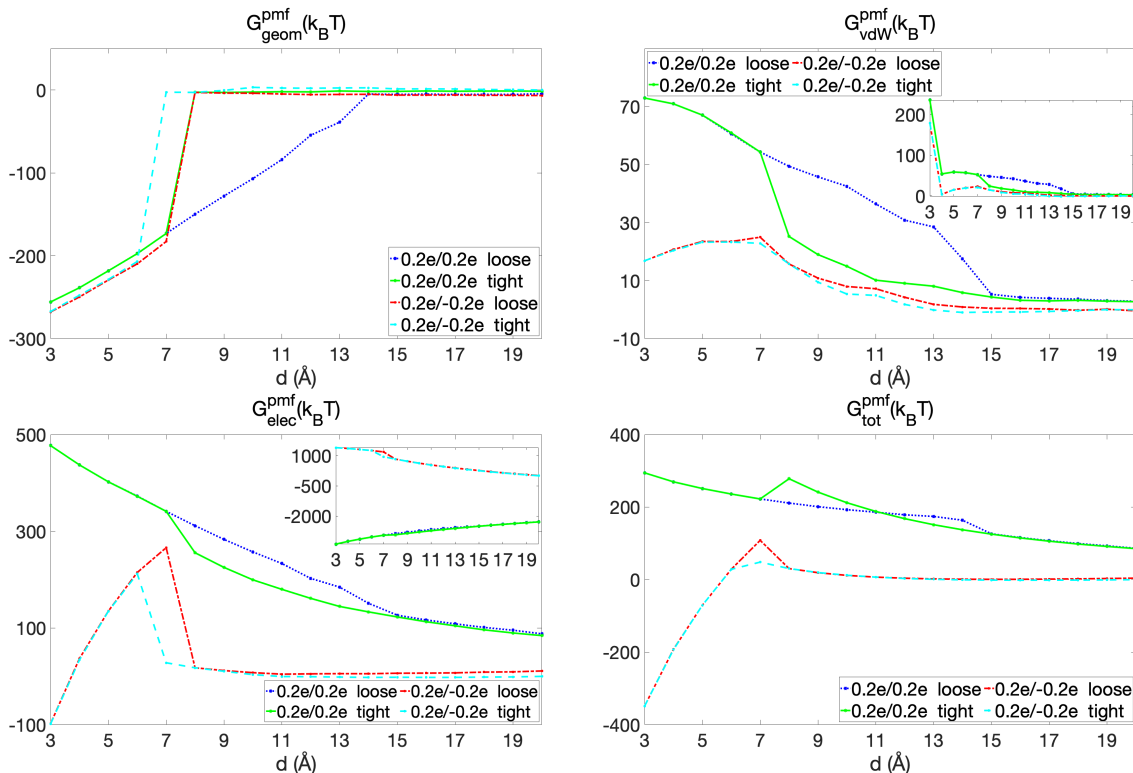 G_geom^pmf(k_BT)
0
-100
-200
-300
3 5 7 9 11 13 15 17 19
d (Å)
0.2e/0.2e loose
0.2e/0.2e tight
0.2e/-0.2e loose
0.2e/-0.2e tight
G_vdW^pmf(k_BT)
0.2e/0.2e loose 0.2e/-0.2e loose
0.2e/0.2e tight 0.2e/-0.2e tight
70
50
30
10
-10
3 5 7 9 11 13 15 17 19
d (Å)
200
100
0
3 5 7 9 11 13 15 17 19
G_elec^pmf(k_BT)
500
300
100
-100
3 5 7 9 11 13 15 17 19
d (Å)
1000
-500
-2000
3 5 7 9 11 13 15 17 19
0.2e/0.2e loose 0.2e/-0.2e loose
0.2e/0.2e tight 0.2e/-0.2e tight
G_tot^pmf(k_BT)
400
200
0
-200
-400
3 5 7 9 11 13 15 17 19
d (Å)
0.2e/0.2e loose 0.2e/-0.2e loose
0.2e/0.2e tight 0.2e/-0.2e tight